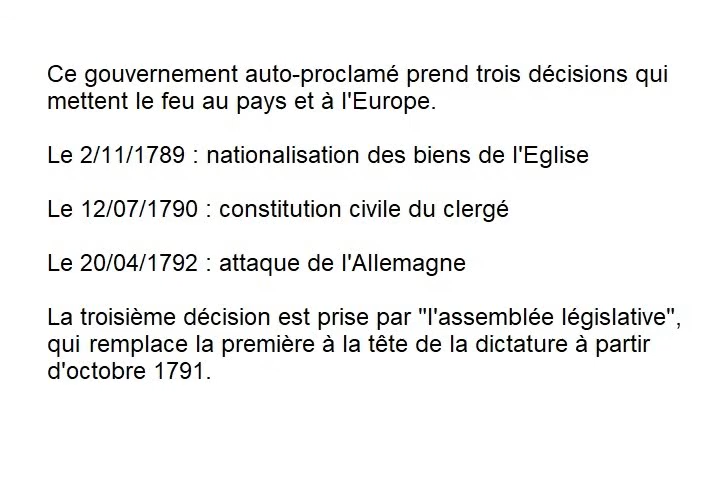 Ce gouvernement auto-proclamé prend trois décisions qui
mettent le feu au pays et à l'Europe.
Le 2/11/1789 : nationalisation des biens de l'Eglise
Le 12/07/1790 : constitution civile du clergé
Le 20/04/1792 : attaque de l'Allemagne
La troisième décision est prise par "l'assemblée législative",
qui remplace la première à la tête de la dictature à partir
d'octobre 1791.